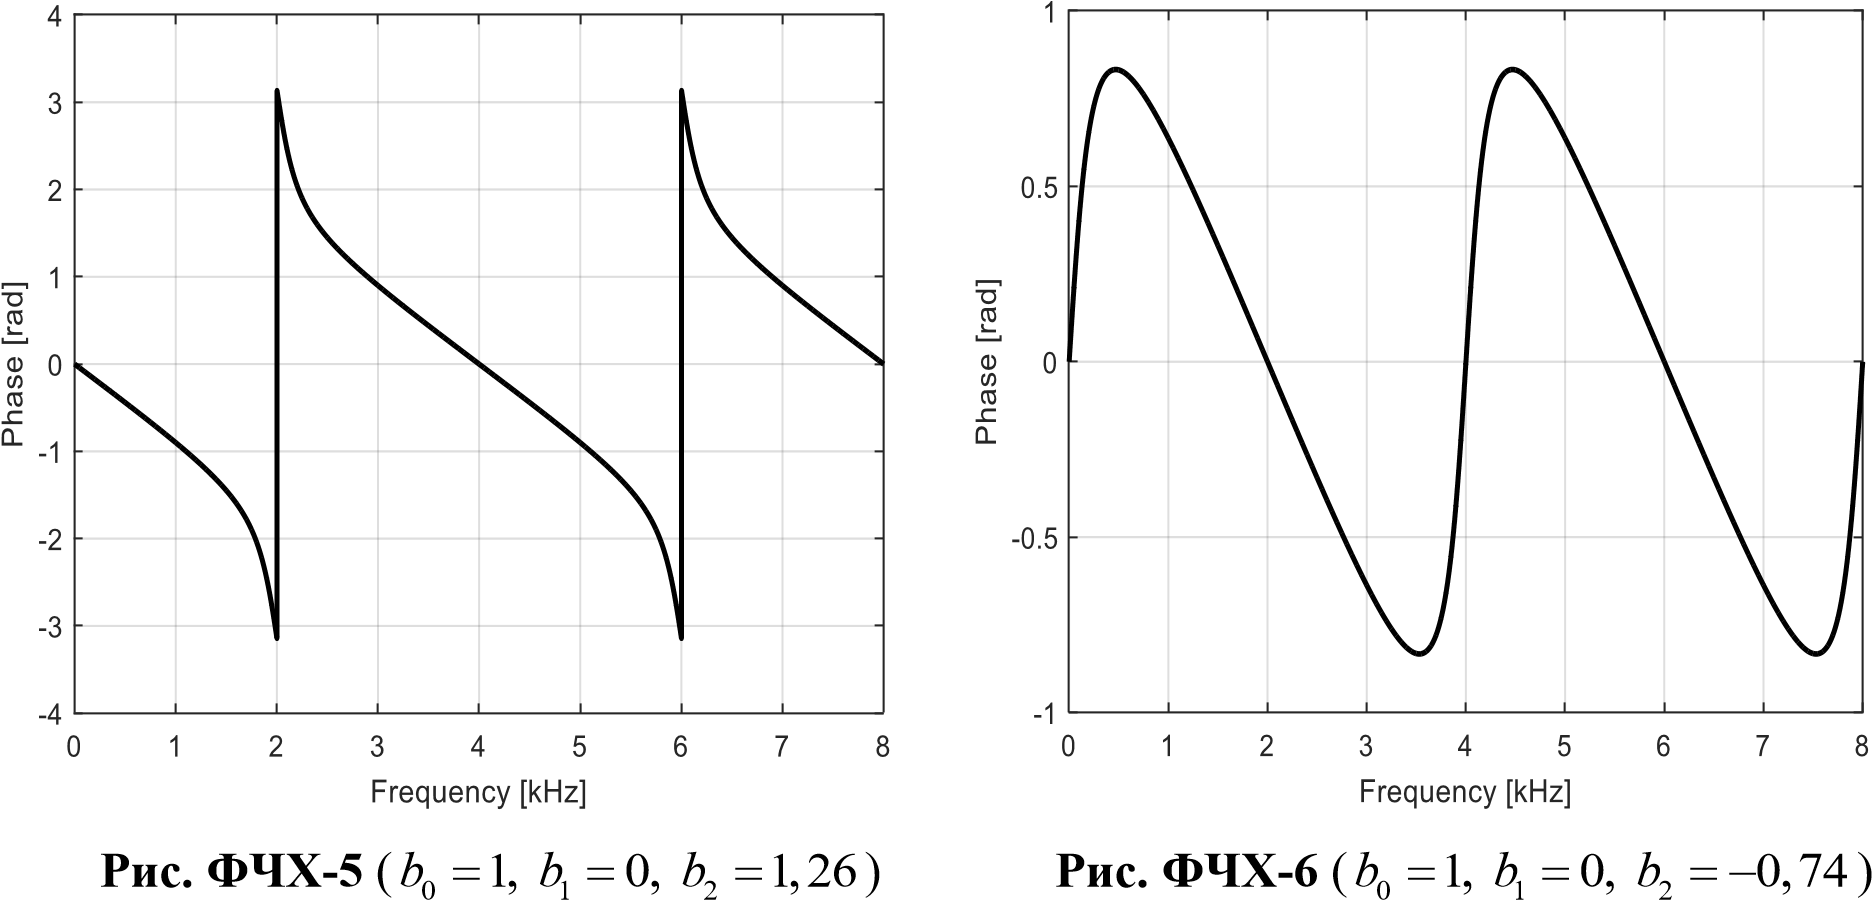 4
3
2
1
0
-1
-2
-3
-4
Phase [rad]
0 1 2 3 4 5 6 7 8
Frequency [kHz]
Рис. ФЧХ-5 ( b₀ = 1, b₁ = 0, b₂ = 1,26 )
1
0.5
0
-0.5
-1
Phase [rad]
0 1 2 3 4 5 6 7 8
Frequency [kHz]
Рис. ФЧХ-6 ( b₀ = 1, b₁ = 0, b₂ = –0,74 )